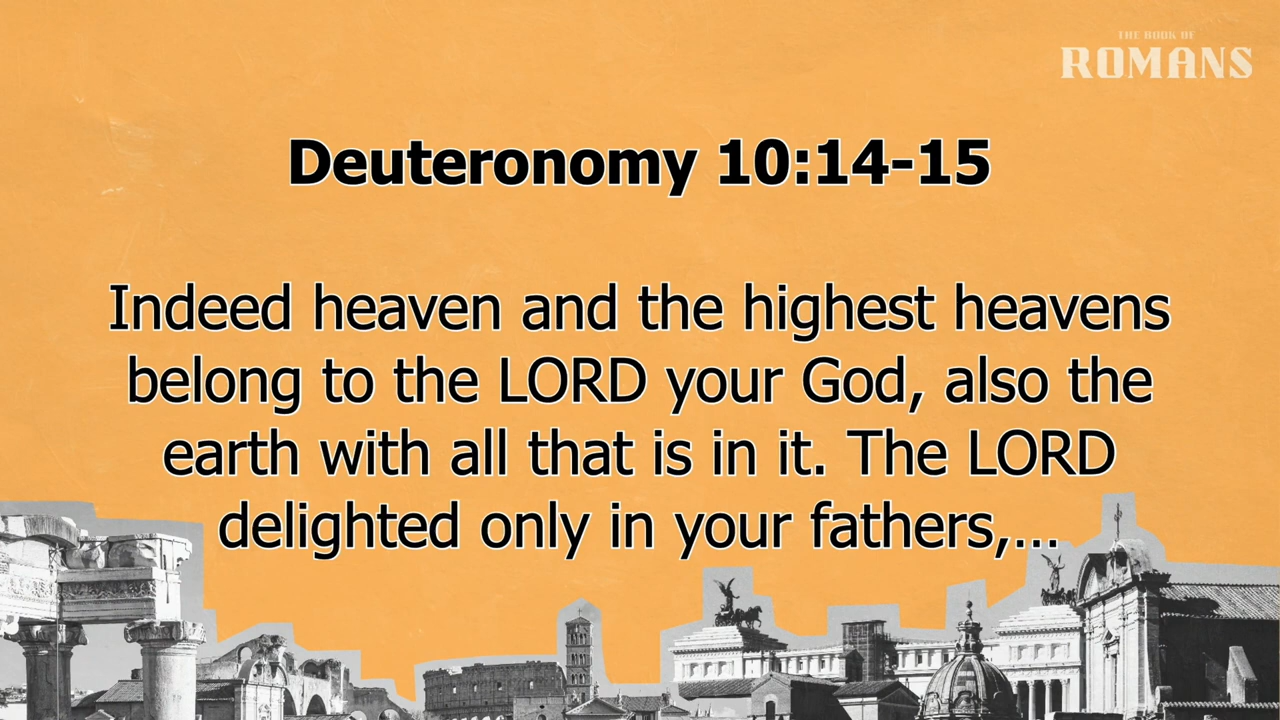 THE BOOK OF
ROMANS
Deuteronomy 10:14-15
Indeed heaven and the highest heavens
belong to the LORD your God, also the
earth with all that is in it. The LORD
delighted only in your fathers,...